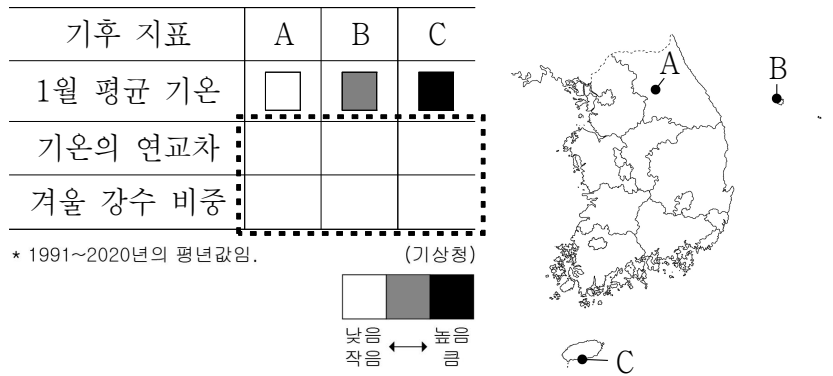 기후 지표 A B C
1월 평균 기온
기온의 연교차
겨울 강수 비중
* 1991~2020년의 평년값임. (기상청)
낮음 높음
작음 큼
A
B
C